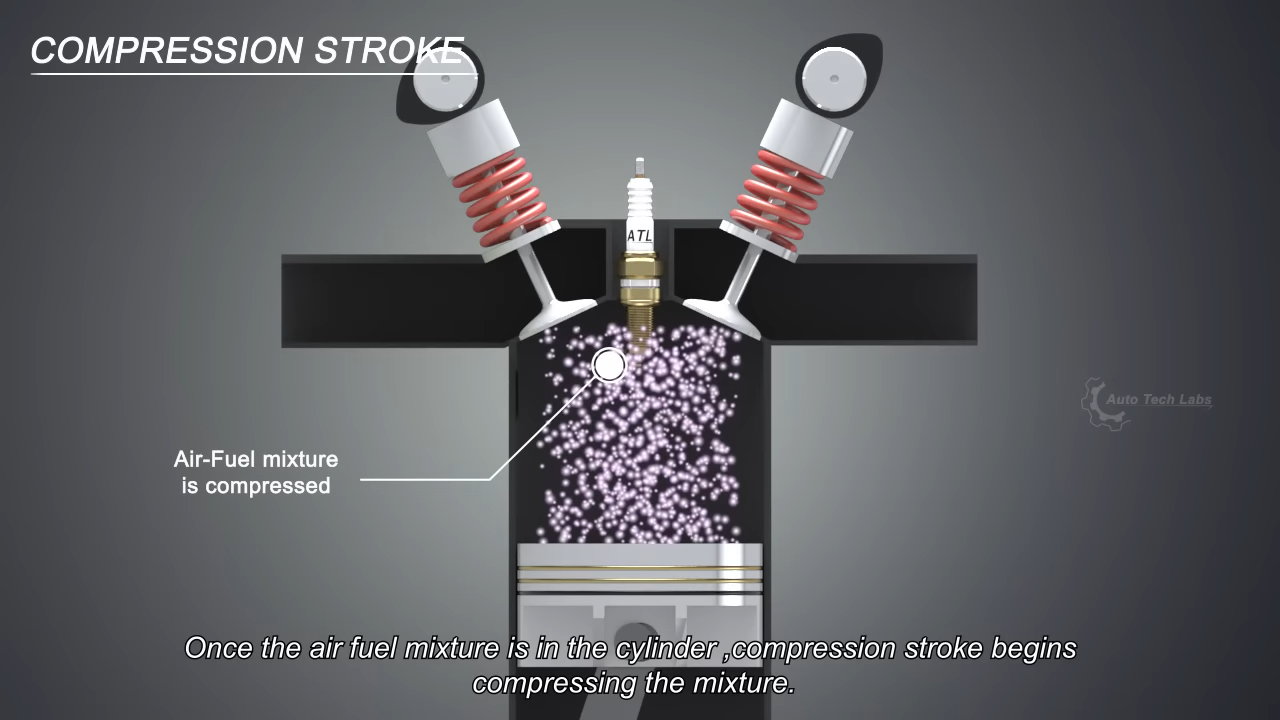 COMPRESSION STROKE
ATL
Auto Tech Labs
Air-Fuel mixture
is compressed
Once the air fuel mixture is in the cylinder ,compression stroke begins
compressing the mixture.